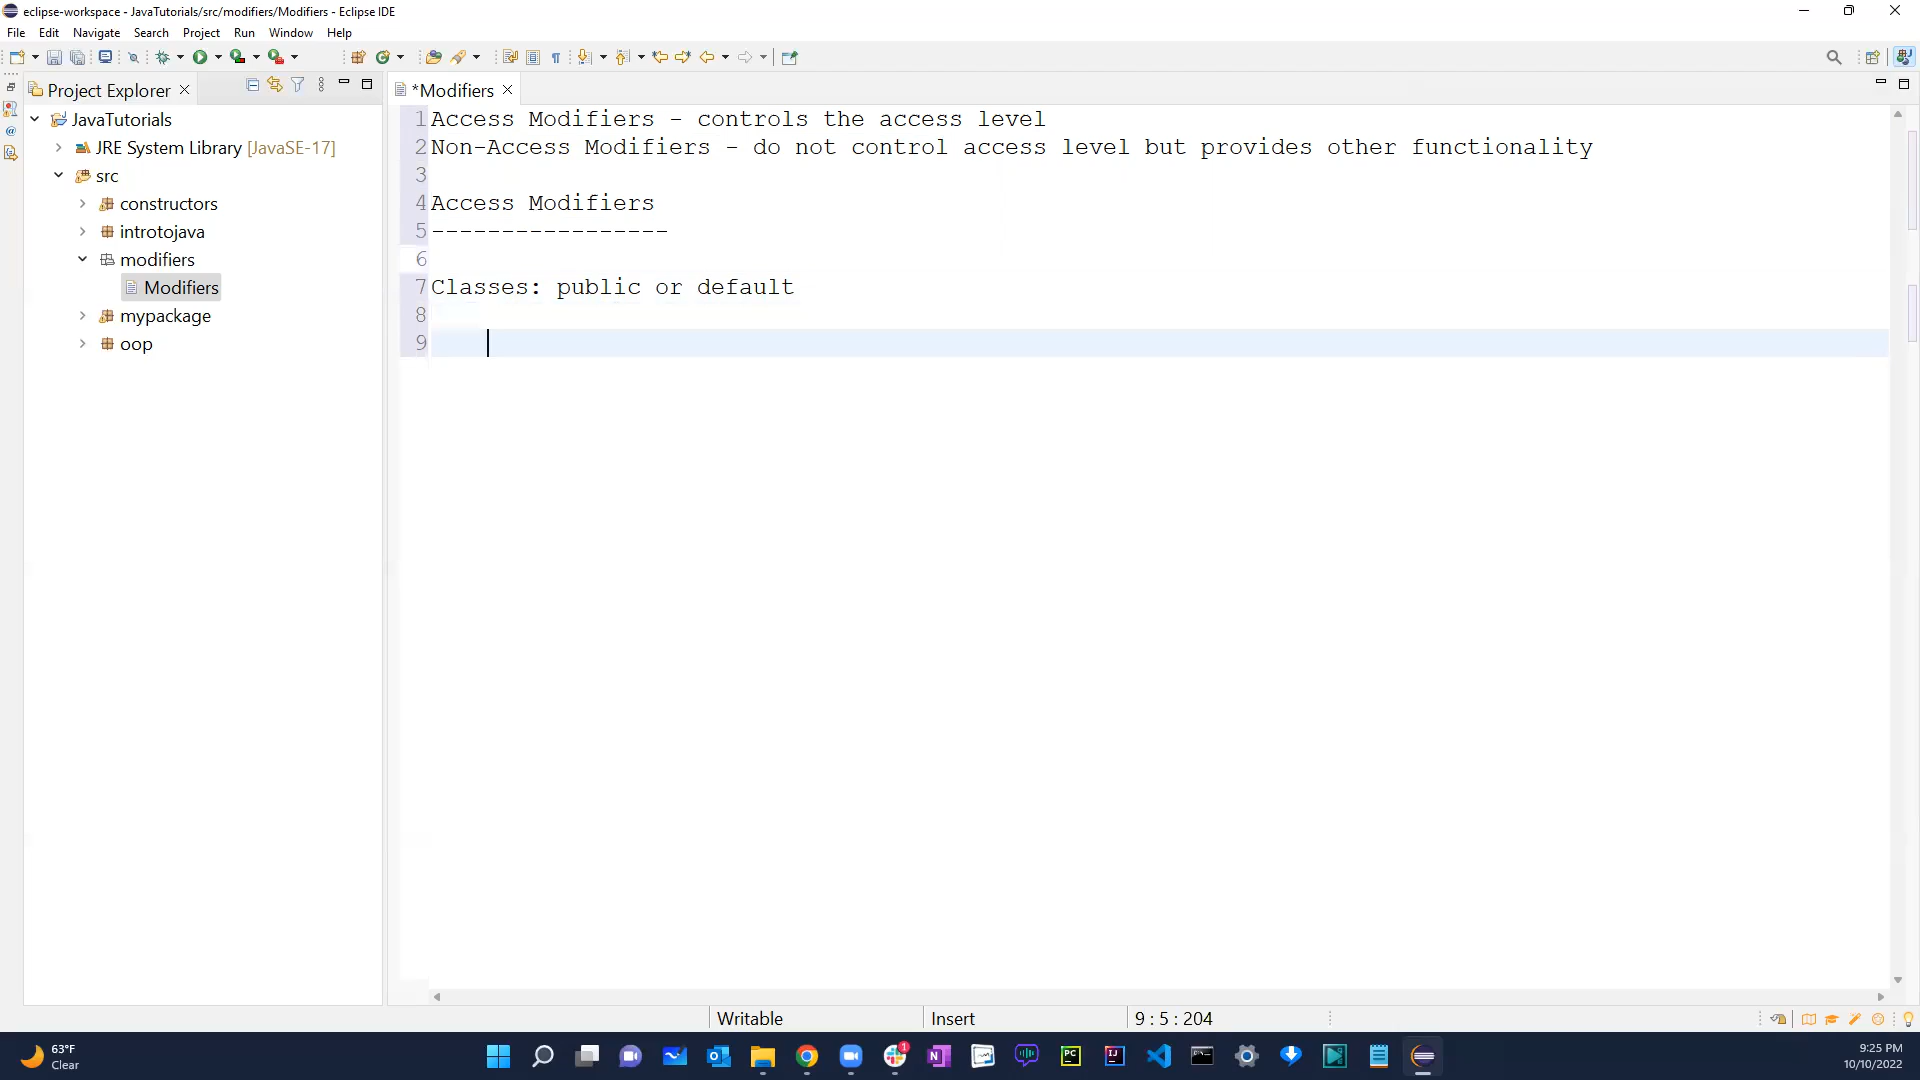 eclipse-workspace - JavaTutorials/src/modifiers/Modifiers - Eclipse IDE
File Edit Navigate Search Project Run Window Help
Project Explorer
*Modifiers
JavaTutorials
JRE System Library [JavaSE-17]
src
constructors
introtojava
modifiers
Modifiers
mypackage
oop
1 Access Modifiers - controls the access level
2 Non-Access Modifiers - do not control access level but provides other functionality
3
4 Access Modifiers
5 -----------------
6
7 Classes: public or default
8
9
Writable Insert 9 : 5 : 204
63°F
Clear
1
N
PC
IJ
9:25 PM
10/10/2022